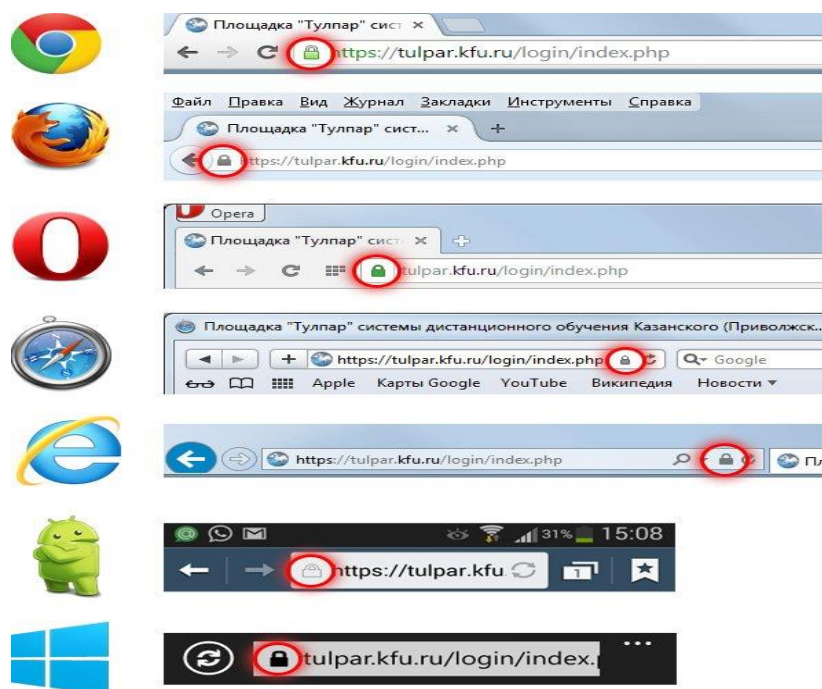 Площадка "Тулпар" сист
https://tulpar.kfu.ru/login/index.php
Файл Правка Вид Журнал Закладки Инструменты Справка
Площадка "Тулпар" сист...
https://tulpar.kfu.ru/login/index.php
Opera
Площадка "Тулпар" сист
tulpar.kfu.ru/login/index.php
Площадка "Тулпар" системы дистанционного обучения Казанского (Приволжск...
https://tulpar.kfu.ru/login/index.php Google
Apple Карты Google YouTube Википедия Новости
https://tulpar.kfu.ru/login/index.php Пл
31% 15:08
https://tulpar.kfu. 1
tulpar.kfu.ru/login/index.p